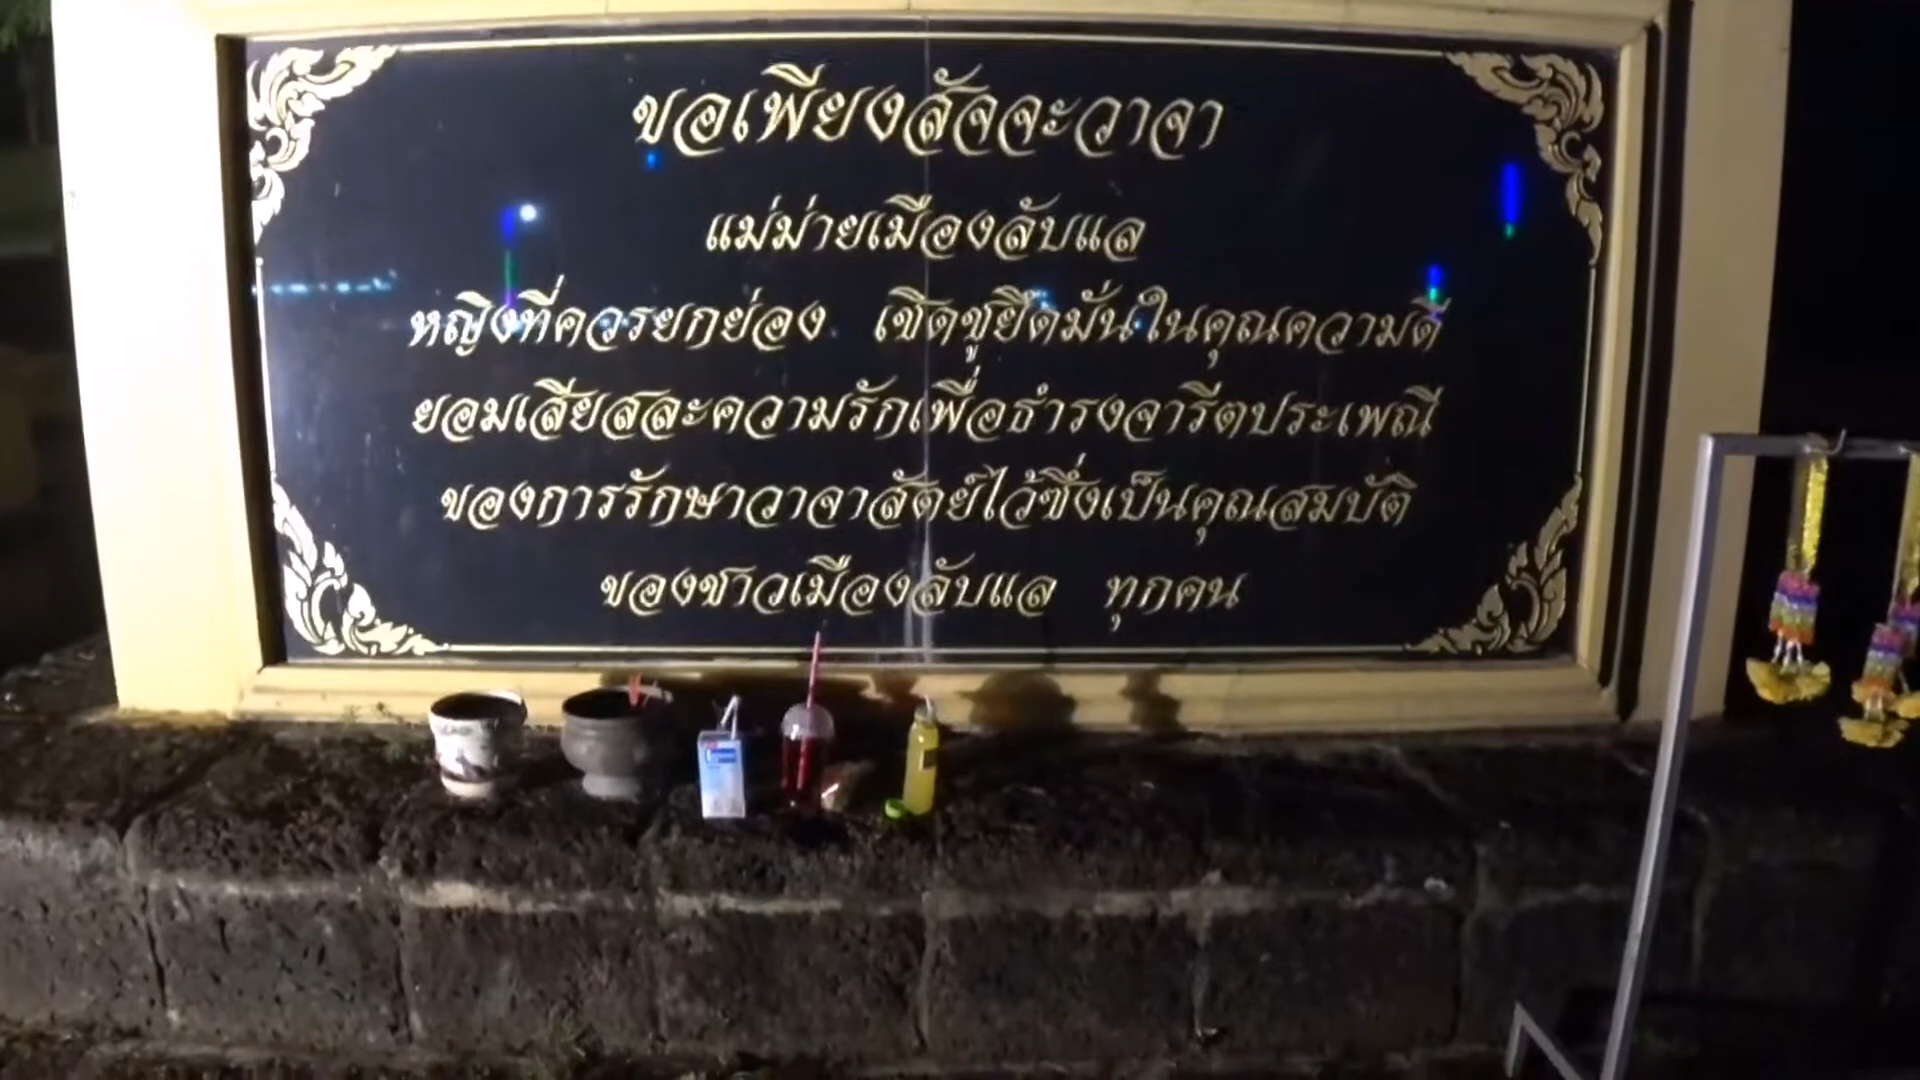 ขอเพียงสัจจะวาจา
แม่ม่ายเมืองลับแล
หญิงที่ควรยกย่อง เชิดชูยึดมั่นในคุณความดี
ยอมเสียสละความรักเพื่อธำรงจารีตประเพณี
ของการรักษาวาจาสัตย์ไว้ซึ่งเป็นคุณสมบัติ
ของชาวเมืองลับแล ทุกคน